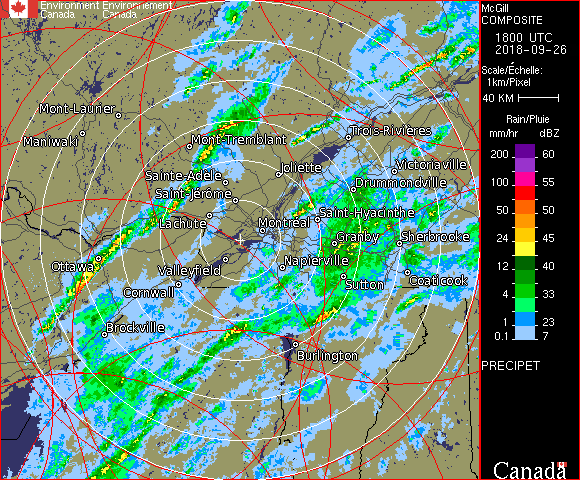 Environment Environnement
Canada Canada
Mont-Laurier
Maniwaki
Mont-Tremblant
Trois-Rivières
Joliette
Victoriaville
Sainte-Adèle
Drummondville
Saint-Jérôme
Saint-Hyacinthe
Lachute
Montréal
Granby
Sherbrooke
Ottawa
Valleyfield
Napierville
Coaticook
Cornwall
Sutton
Brockville
Burlington
McGill
COMPOSITE
1800 UTC
2018-09-26
Scale/Échelle:
1km/Pixel
40 KM
Rain/Pluie
mm/hr dBZ
200 60
100 55
50 50
24 45
12 40
4 33
1 23
0.1 7
PRECIPET
Canada